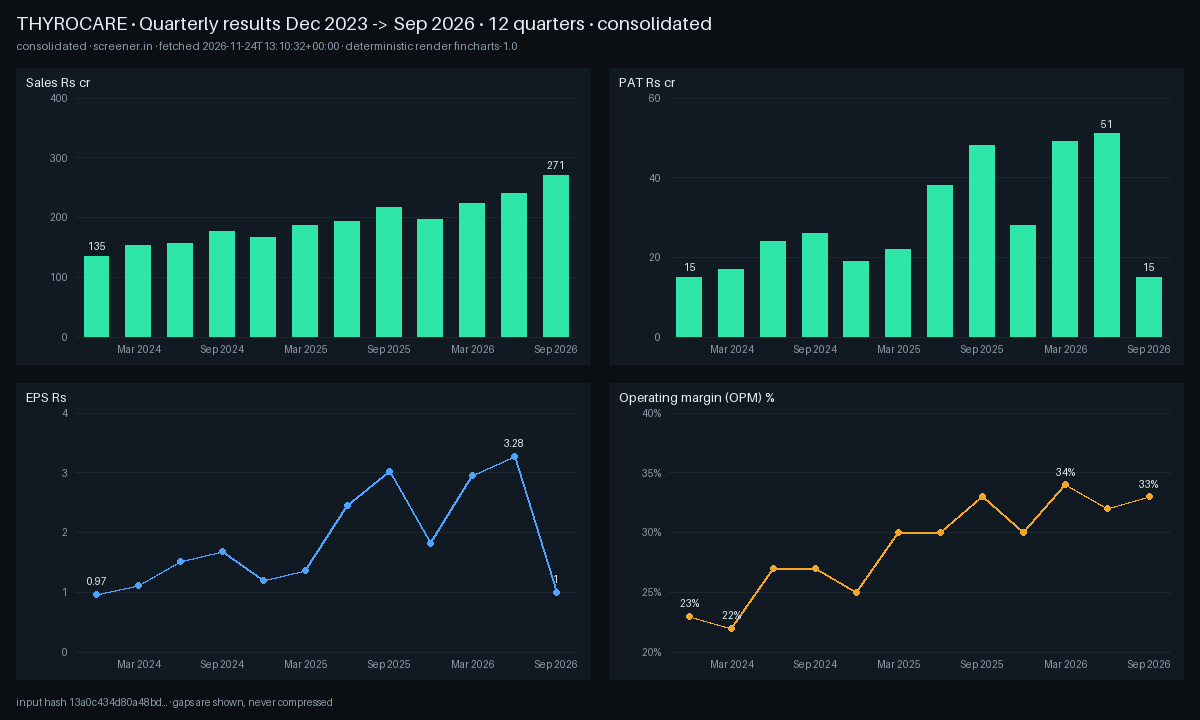 THYROCARE · Quarterly results Dec 2023 -> Sep 2026 · 12 quarters · consolidated
consolidated · screener.in · fetched 2026-11-24T13:10:32+00:00 · deterministic render fincharts-1.0
Sales Rs cr
400
300
200
100
0
135
271
Mar 2024 Sep 2024 Mar 2025 Sep 2025 Mar 2026 Sep 2026
PAT Rs cr
60
40
20
0
15
51
15
Mar 2024 Sep 2024 Mar 2025 Sep 2025 Mar 2026 Sep 2026
EPS Rs
4
3
2
1
0
0.97
3.28
1
Mar 2024 Sep 2024 Mar 2025 Sep 2025 Mar 2026 Sep 2026
Operating margin (OPM) %
40%
35%
30%
25%
20%
23%
22%
34%
33%
Mar 2024 Sep 2024 Mar 2025 Sep 2025 Mar 2026 Sep 2026
input hash 13a0c434d80a48bd… · gaps are shown, never compressed